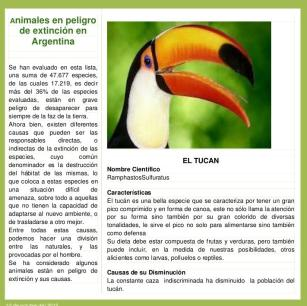 Animales en peligro
de extinción en
Argentina
Se han evaluado en esta lista,
una suma de 47.677 especies,
de las cuales 17.219, es decir
más del 36% de las especies
evaluadas, están en grave
peligro de desaparecer para
siempre de la faz de la tierra.
Ahora bien, existen diferentes
causas que pueden ser las
responsables directas, o
indirectas de la extinción de las
especies, cuyo común
denominador es la destrucción
del hábitat de las mismas, lo
que coloca a estas especies en
una situación difícil de
amenaza, sobre todo a aquellas
que no tienen la capacidad de
adaptarse al nuevo ambiente, o
de trasladarse a otro mejor.
Entre todas estas causas,
podemos hacer una división
entre las naturales, y las
provocadas por el hombre.
Se ha considerado algunos
animales están en peligro de
extinción y sus causas.
EL TUCAN
Nombre Científico
RamphastosSulfuratus
Características
El tucán es una bella especie que se caracteriza por tener un gran
pico comprimido y en forma de canoa, este no sólo llama la atención
por su forma sino también por su gran colorido de diversas
tonalidades, le sirve el pico no solo para alimentarse sino también
como defensa
Su dieta debe estar compuesta de frutas y verduras, pero también
puede incluir, en la medida de nuestras posibilidades, otros
alicientes como larvas, polluelos o reptiles.
Causas de su Disminución
La constante caza indiscriminada ha disminuido la población del
tucán.